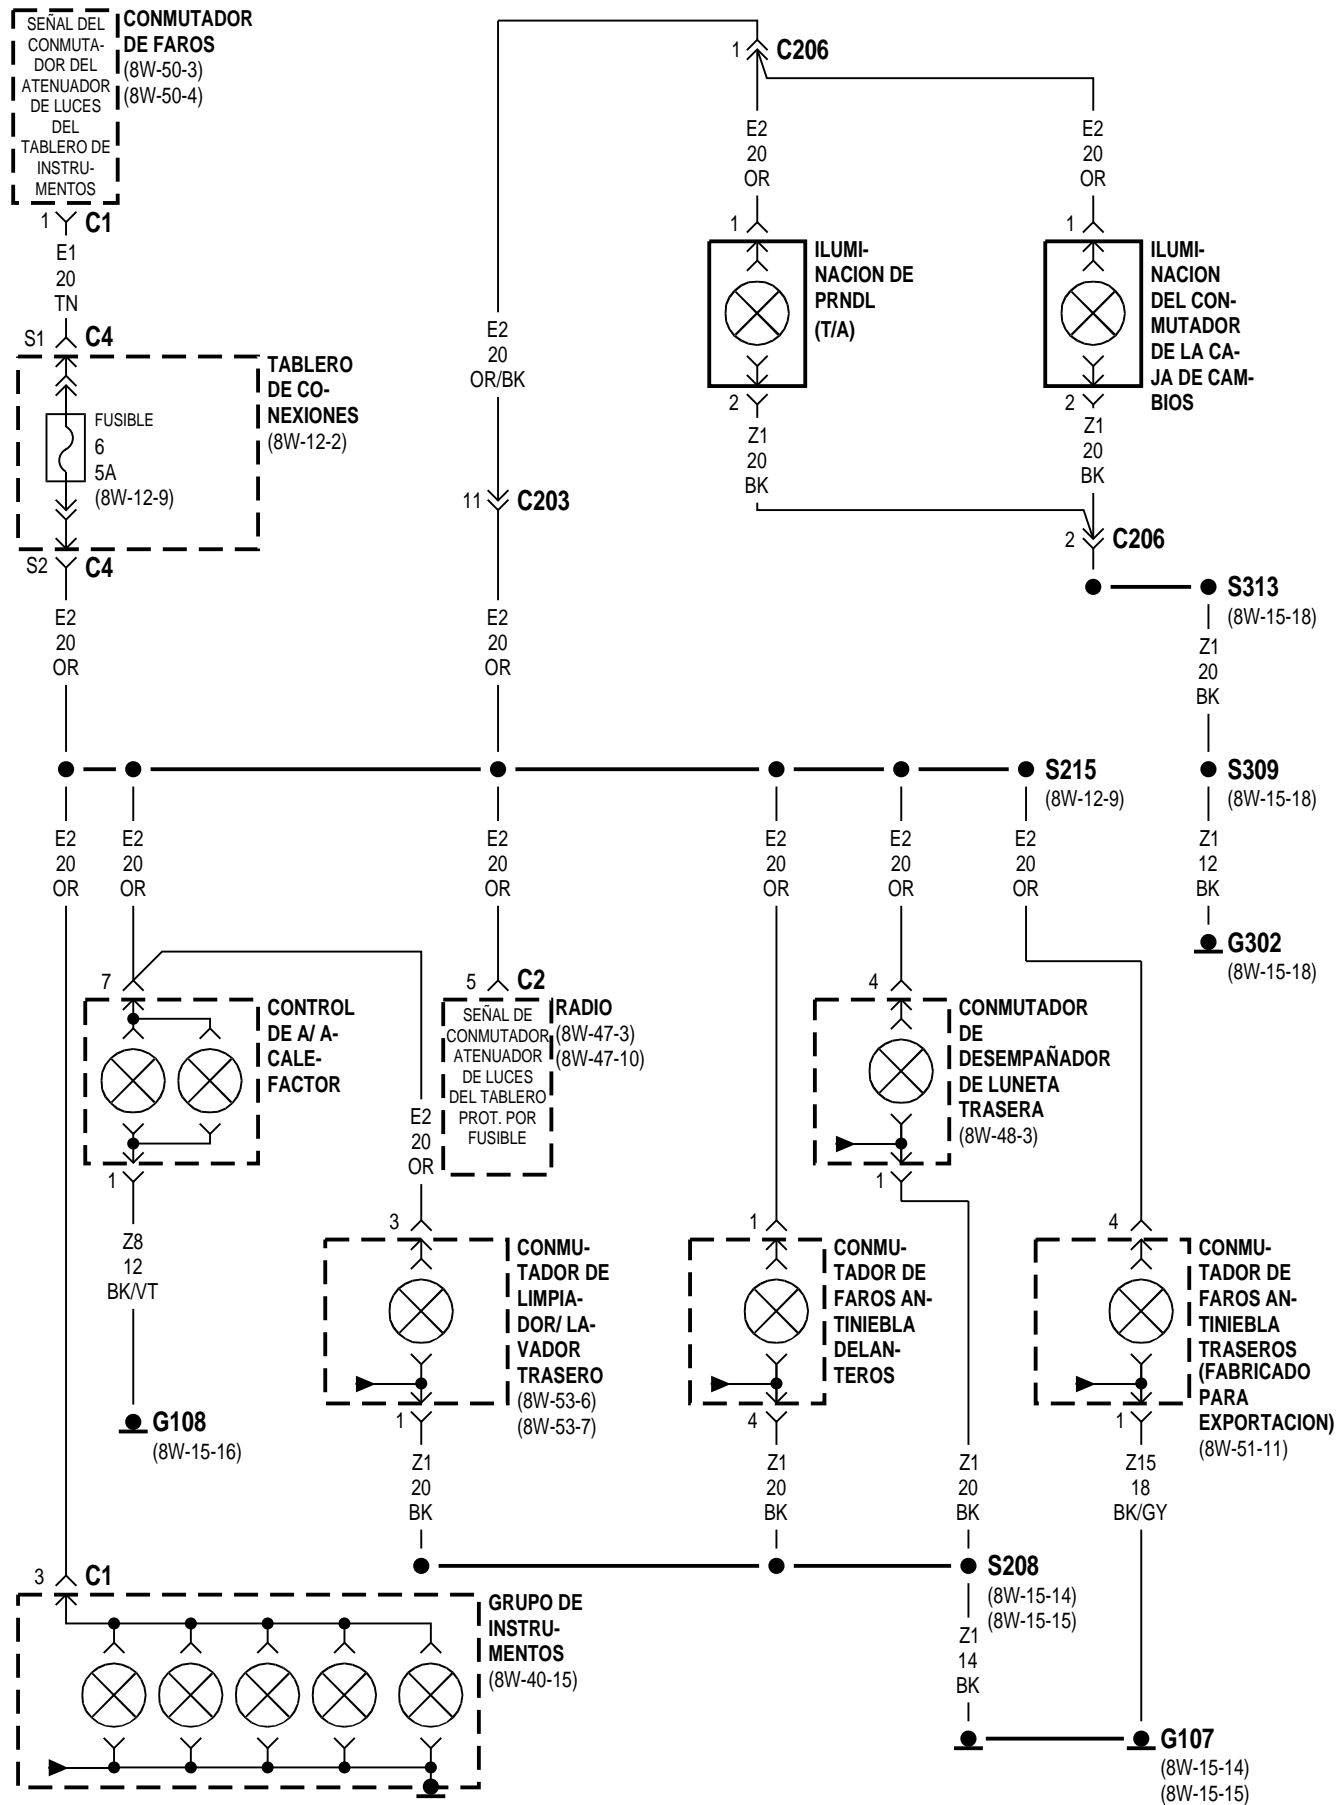 SEÑAL DEL
CONMUTA-
DOR DEL
ATENUADOR
DE LUCES
DEL
TABLERO DE
INSTRU-
MENTOS
CONMUTADOR
DE FAROS
(8W-50-3)
(8W-50-4)
1 C1
E1
20
TN
S1 C4
TABLERO
DE CO-
NEXIONES
(8W-12-2)
FUSIBLE
6
5A
(8W-12-9)
S2 C4
E2
20
OR
E2
20
OR/BK
11 C203
E2
20
OR
1 C206
E2
20
OR
E2
20
OR
1
ILUMI-
NACION DE
PRNDL
(T/A)
2
Z1
20
BK
1
ILUMI-
NACION
DEL CON-
MUTADOR
DE LA CA-
JA DE CAM-
BIOS
2
Z1
20
BK
2 C206
S313
(8W-15-18)
Z1
20
BK
S309
(8W-15-18)
Z1
12
BK
G302
(8W-15-18)
S215
(8W-12-9)
E2
20
OR
E2
20
OR
E2
20
OR
E2
20
OR
E2
20
OR
E2
20
OR
7
CONTROL
DE A/ A-
CALE-
FACTOR
1
Z8
12
BK/VT
G108
(8W-15-16)
E2
20
OR
5 C2
SEÑAL DE
CONMUTADOR
ATENUADOR
DE LUCES
DEL TABLERO
PROT. POR
FUSIBLE
RADIO
(8W-47-3)
(8W-47-10)
4
CONMUTADOR
DE
DESEMPAÑADOR
DE LUNETA
TRASERA
(8W-48-3)
1
3
CONMU-
TADOR DE
LIMPIA-
DOR/ LA-
VADOR
TRASERO
(8W-53-6)
(8W-53-7)
1
Z1
20
BK
1
CONMU-
TADOR DE
FAROS AN-
TINIEBLA
DELAN-
TEROS
4
Z1
20
BK
Z1
20
BK
4
CONMU-
TADOR DE
FAROS AN-
TINIEBLA
TRASEROS
(FABRICADO
PARA
EXPORTACION)
(8W-51-11)
1
Z15
18
BK/GY
S208
(8W-15-14)
(8W-15-15)
Z1
14
BK
G107
(8W-15-14)
(8W-15-15)
3 C1
GRUPO DE
INSTRU-
MENTOS
(8W-40-15)